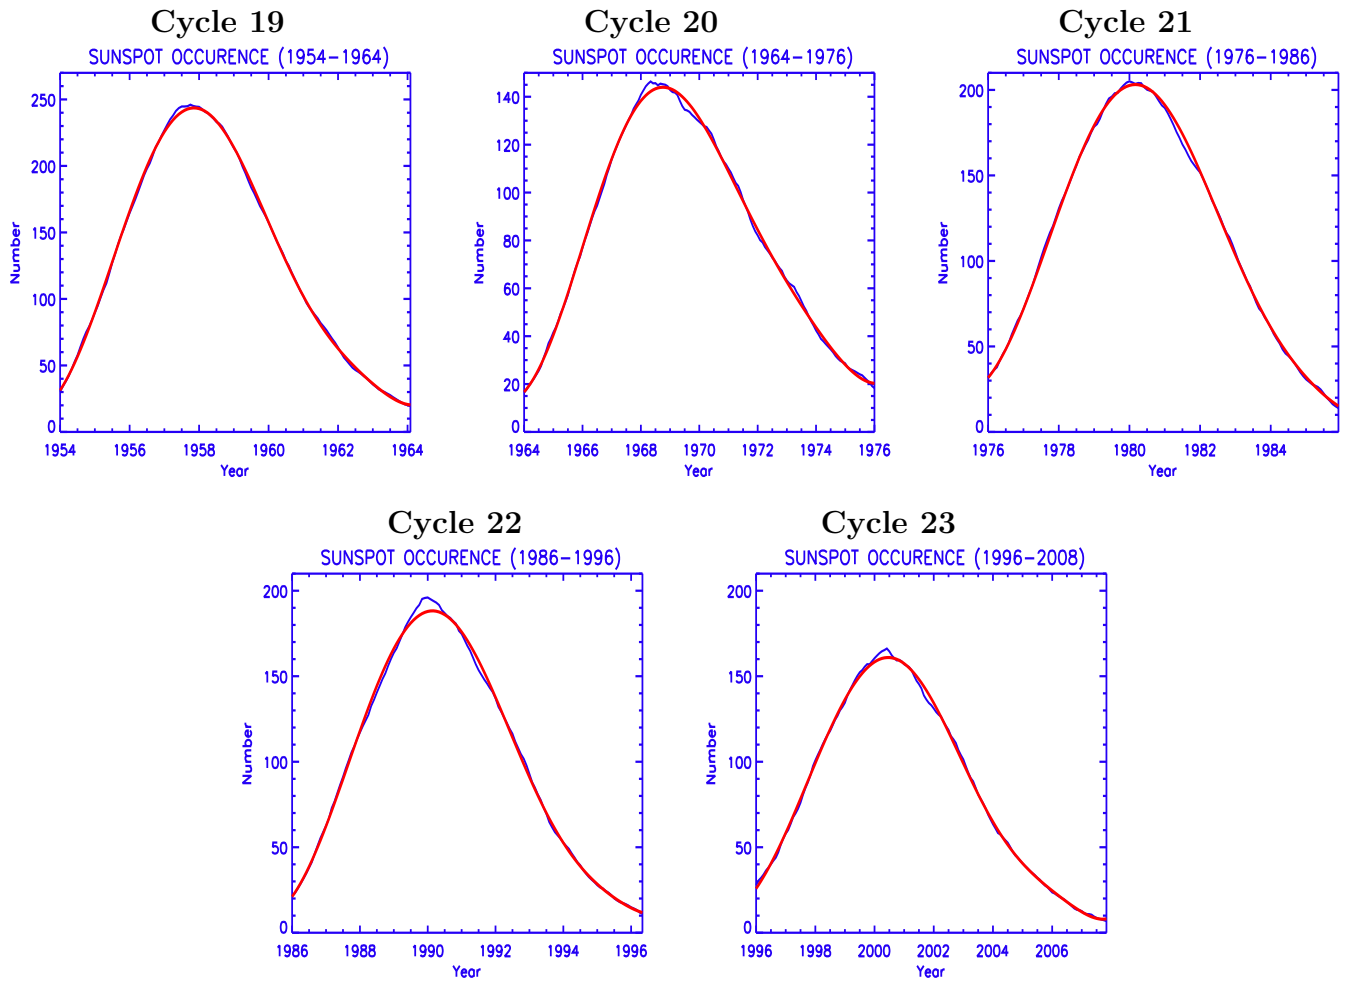 Cycle 19
SUNSPOT OCCURENCE (1954-1964)
250
200
150
100
50
0
Number
1954 1956 1958 1960 1962 1964
Year
Cycle 20
SUNSPOT OCCURENCE (1964-1976)
140
120
100
80
60
40
20
0
Number
1964 1966 1968 1970 1972 1974 1976
Year
Cycle 21
SUNSPOT OCCURENCE (1976-1986)
200
150
100
50
0
Number
1976 1978 1980 1982 1984
Year
Cycle 22
SUNSPOT OCCURENCE (1986-1996)
200
150
100
50
0
Number
1986 1988 1990 1992 1994 1996
Year
Cycle 23
SUNSPOT OCCURENCE (1996-2008)
200
150
100
50
0
Number
1996 1998 2000 2002 2004 2006
Year